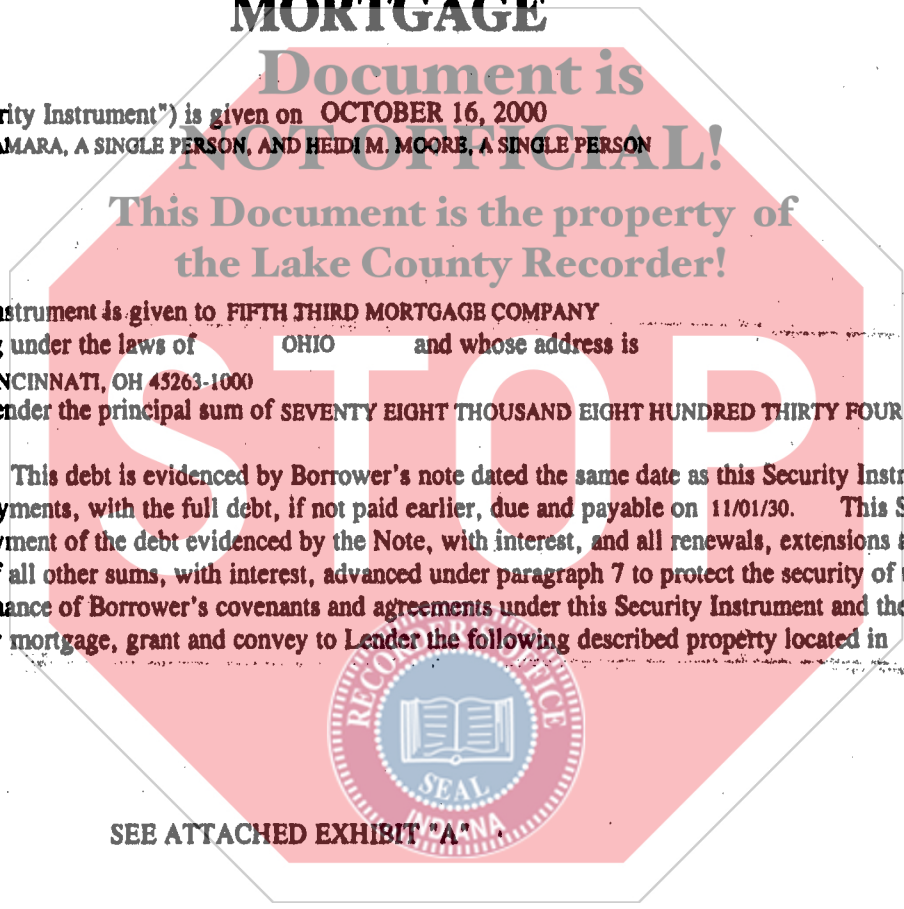 MORTGAGE
Document is
rity Instrument") is given on OCTOBER 16, 2000
AMARA, A SINGLE PERSON, AND HEIDI M. MOORE, A SINGLE PERSON
NOT OFFICIAL!
This Document is the property of
the Lake County Recorder!
strument is given to FIFTH THIRD MORTGAGE COMPANY
under the laws of OHIO and whose address is
NCINNATI, OH 45263-1000
ender the principal sum of SEVENTY EIGHT THOUSAND EIGHT HUNDRED THIRTY FOUR
STOP
This debt is evidenced by Borrower's note dated the same date as this Security Instr
yments, with the full debt, if not paid earlier, due and payable on 11/01/30. This S
yment of the debt evidenced by the Note, with interest, and all renewals, extensions a
f all other sums, with interest, advanced under paragraph 7 to protect the security of
nance of Borrower's covenants and agreements under this Security Instrument and the
r mortgage, grant and convey to Lender the following described property located in
RECORDER'S OFFICE
SEAL
INDIANA
SEE ATTACHED EXHIBIT "A"